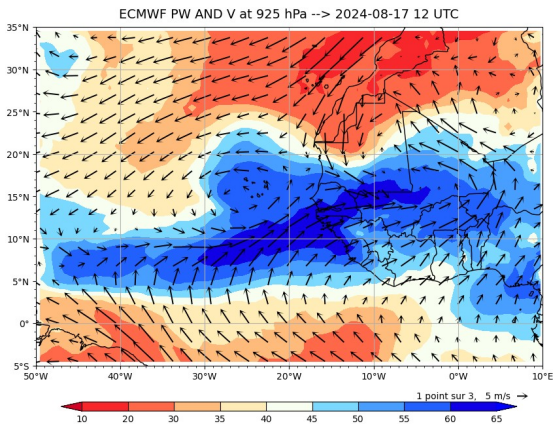 ECMWF PW AND V at 925 hPa --> 2024-08-17 12 UTC
35°N
30°N
25°N
20°N
15°N
10°N
5°N
0°
5°S
50°W 40°W 30°W 20°W 10°W 0°W 10°E
1 point sur 3, 5 m/s
10 20 30 35 40 45 50 55 60 65